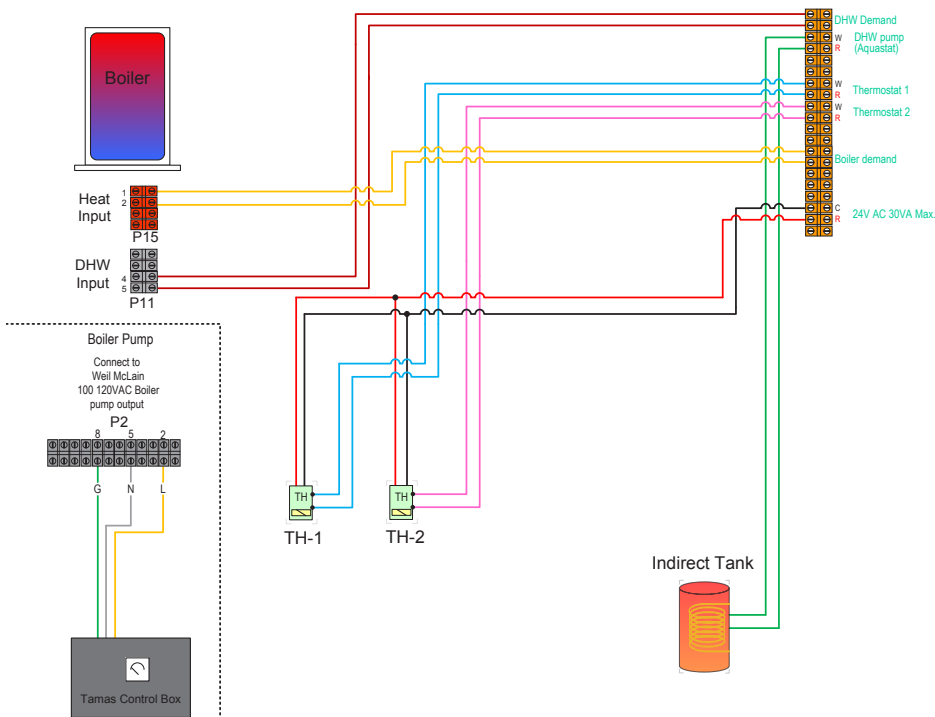 Boiler
Heat
Input
1
2
P15
DHW
Input
4
5
P11
Boiler Pump
Connect to
Weil McLain
100 120VAC Boiler
pump output
P2
8 5 2
G N L
Tamas Control Box
TH
TH-1
TH
TH-2
Indirect Tank
DHW Demand
W DHW pump
R (Aquastat)
W
R Thermostat 1
W Thermostat 2
R
Boiler demand
C
R 24V AC 30VA Max.